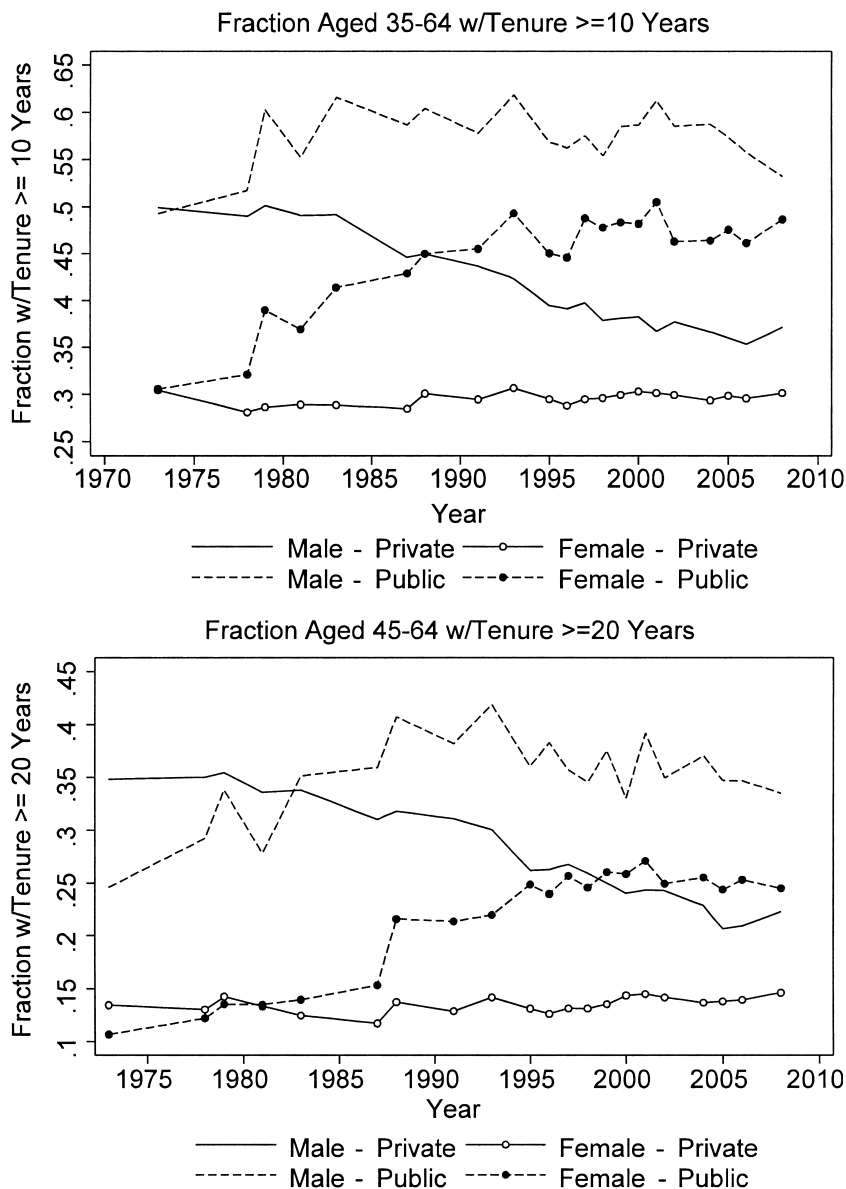 Fraction Aged 35-64 w/Tenure >=10 Years
Fraction w/Tenure >= 10 Years
.65
.6
.55
.5
.45
.4
.35
.3
.25
1970 1975 1980 1985 1990 1995 2000 2005 2010
Year
Male - Private Female - Private
Male - Public Female - Public
Fraction Aged 45-64 w/Tenure >=20 Years
Fraction w/Tenure >= 20 Years
.45
.4
.35
.3
.25
.2
.15
.1
1975 1980 1985 1990 1995 2000 2005 2010
Year
Male - Private Female - Private
Male - Public Female - Public